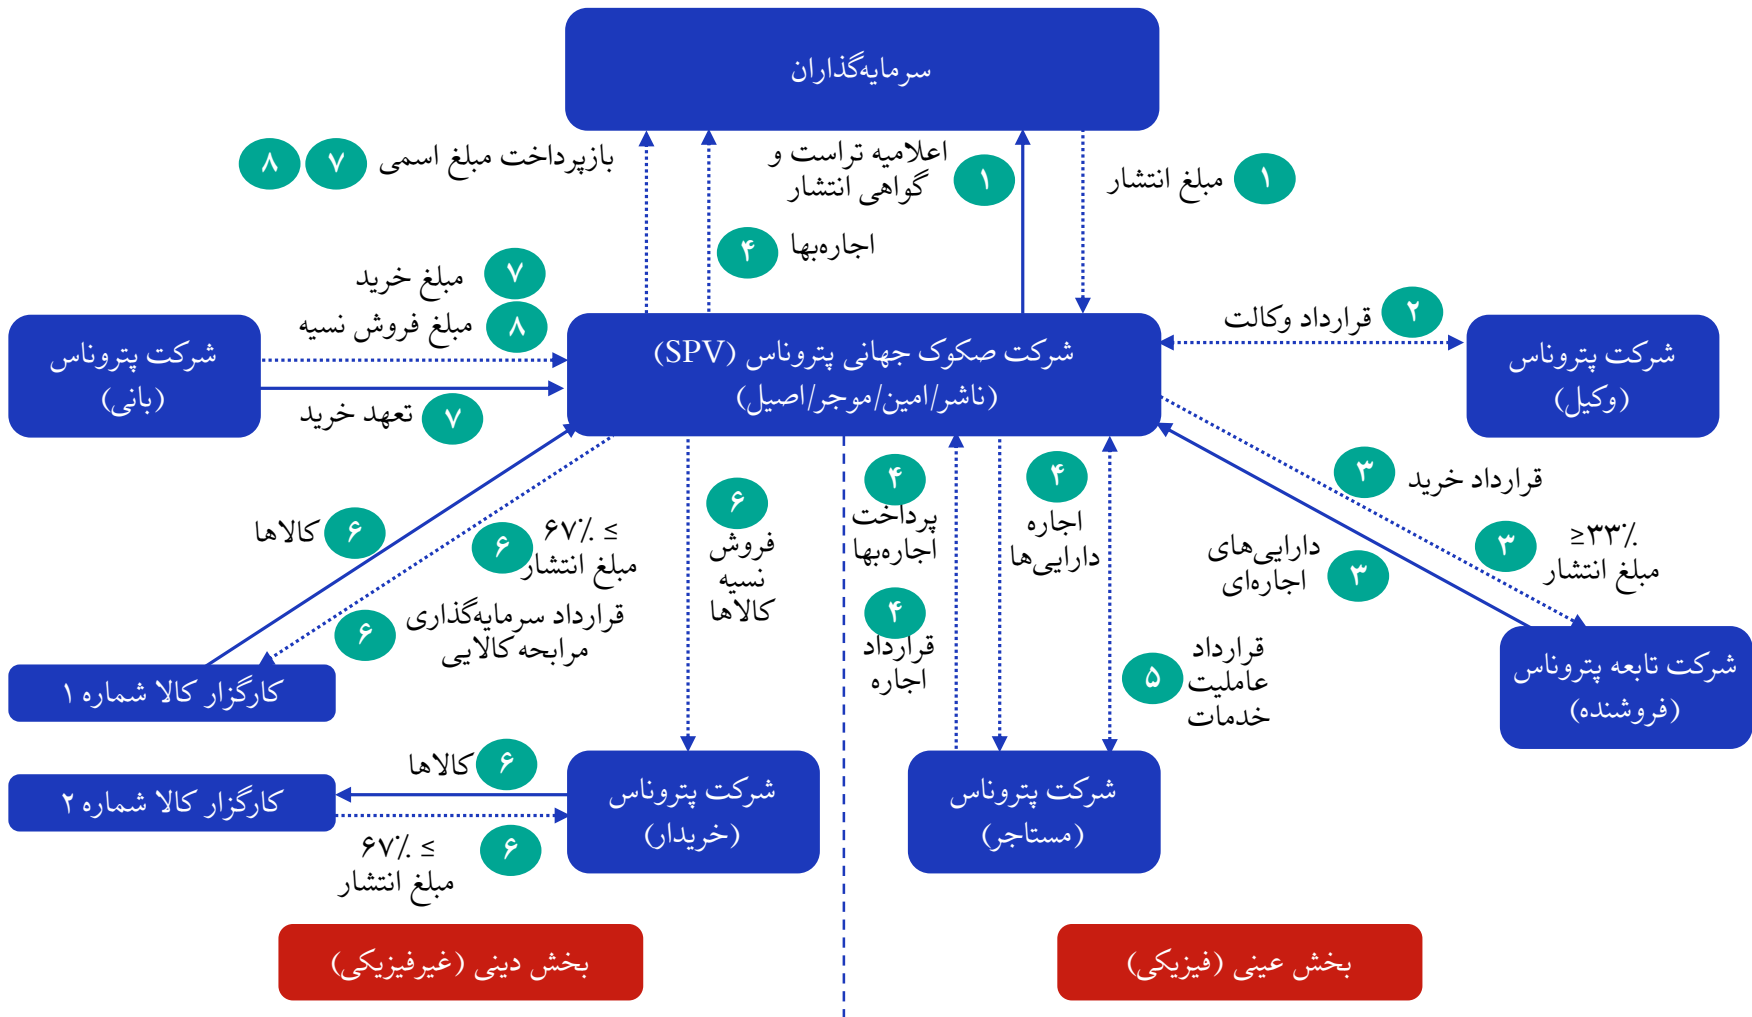 سرمایه‌گذاران
۸
۷
بازپرداخت مبلغ اسمی
اعلامیه تراست و
گواهی انتشار
۱
مبلغ انتشار
۱
۴
اجاره‌بها
مبلغ خرید
۷
مبلغ فروش نسیه
۸
قرارداد وکالت
۲
شرکت پتروناس
(بانی)
شرکت صکوک جهانی پتروناس (SPV)
(ناشر/امین/موجر/اصیل)
شرکت پتروناس
(وکیل)
تعهد خرید
۷
۳
قرارداد خرید
۳
≥۳۳٪
مبلغ انتشار
دارایی‌های
اجاره‌ای
۳
۴
اجاره
دارایی‌ها
۴
پرداخت
اجاره‌بها
۴
قرارداد
اجاره
قرارداد
عاملیت
خدمات
۵
۶
فروش
نسیه
کالاها
کالاها
۶
۶
۶۷٪ ≥
مبلغ انتشار
قرارداد سرمایه‌گذاری
مرابحه کالایی
۶
شرکت تابعه پتروناس
(فروشنده)
کارگزار کالا شماره ۱
کالاها
۶
کارگزار کالا شماره ۲
شرکت پتروناس
(خریدار)
شرکت پتروناس
(مستاجر)
۶۷٪ ≥
مبلغ انتشار
۶
بخش دینی (غیرفیزیکی)
بخش عینی (فیزیکی)